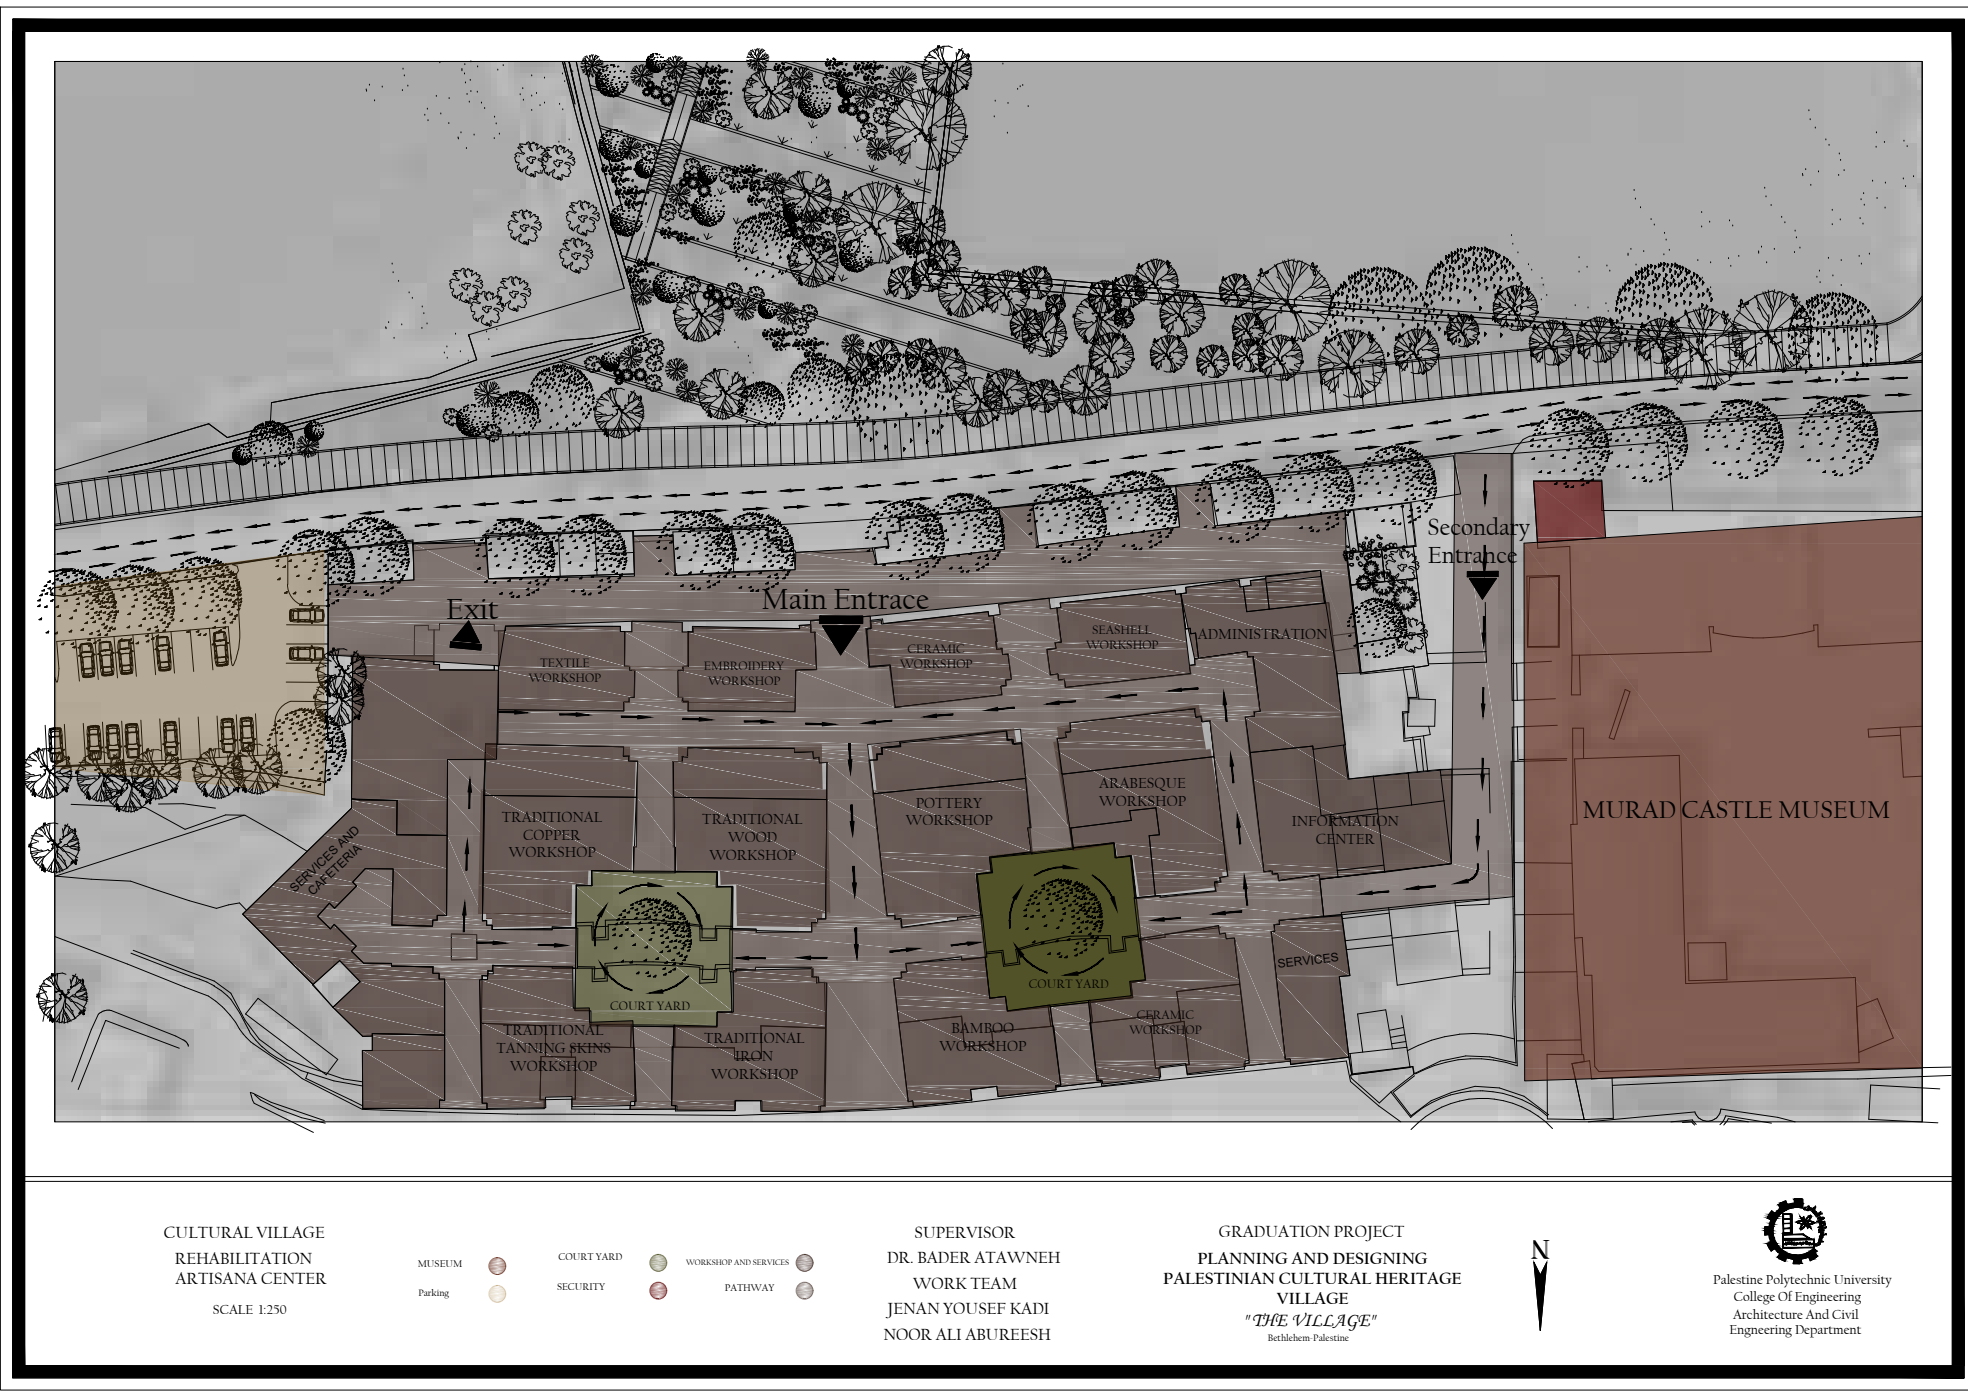 Secondary
Entrance
Exit
Main Entrace
TEXTILE
WORKSHOP
EMBROIDERY
WORKSHOP
CERAMIC
WORKSHOP
SEASHELL
WORKSHOP
ADMINISTRATION
TRADITIONAL
COPPER
WORKSHOP
TRADITIONAL
WOOD
WORKSHOP
POTTERY
WORKSHOP
ARABESQUE
WORKSHOP
INFORMATION
CENTER
MURAD CASTLE MUSEUM
SERVICES AND
CAFETERIA
COURT YARD
COURT YARD
SERVICES
TRADITIONAL
TANNING SKINS
WORKSHOP
TRADITIONAL
IRON
WORKSHOP
BAMBOO
WORKSHOP
CERAMIC
WORKSHOP
CULTURAL VILLAGE
REHABILITATION
ARTISANA CENTER
SCALE 1:250
MUSEUM
Parking
COURT YARD
SECURITY
WORKSHOP AND SERVICES
PATHWAY
SUPERVISOR
DR. BADER ATAWNEH
WORK TEAM
JENAN YOUSEF KADI
NOOR ALI ABUREESH
GRADUATION PROJECT
PLANNING AND DESIGNING
PALESTINIAN CULTURAL HERITAGE
VILLAGE
"THE VILLAGE"
Bethlehem-Palestine
N
Palestine Polytechnic University
College Of Engineering
Architecture And Civil
Engneering Department